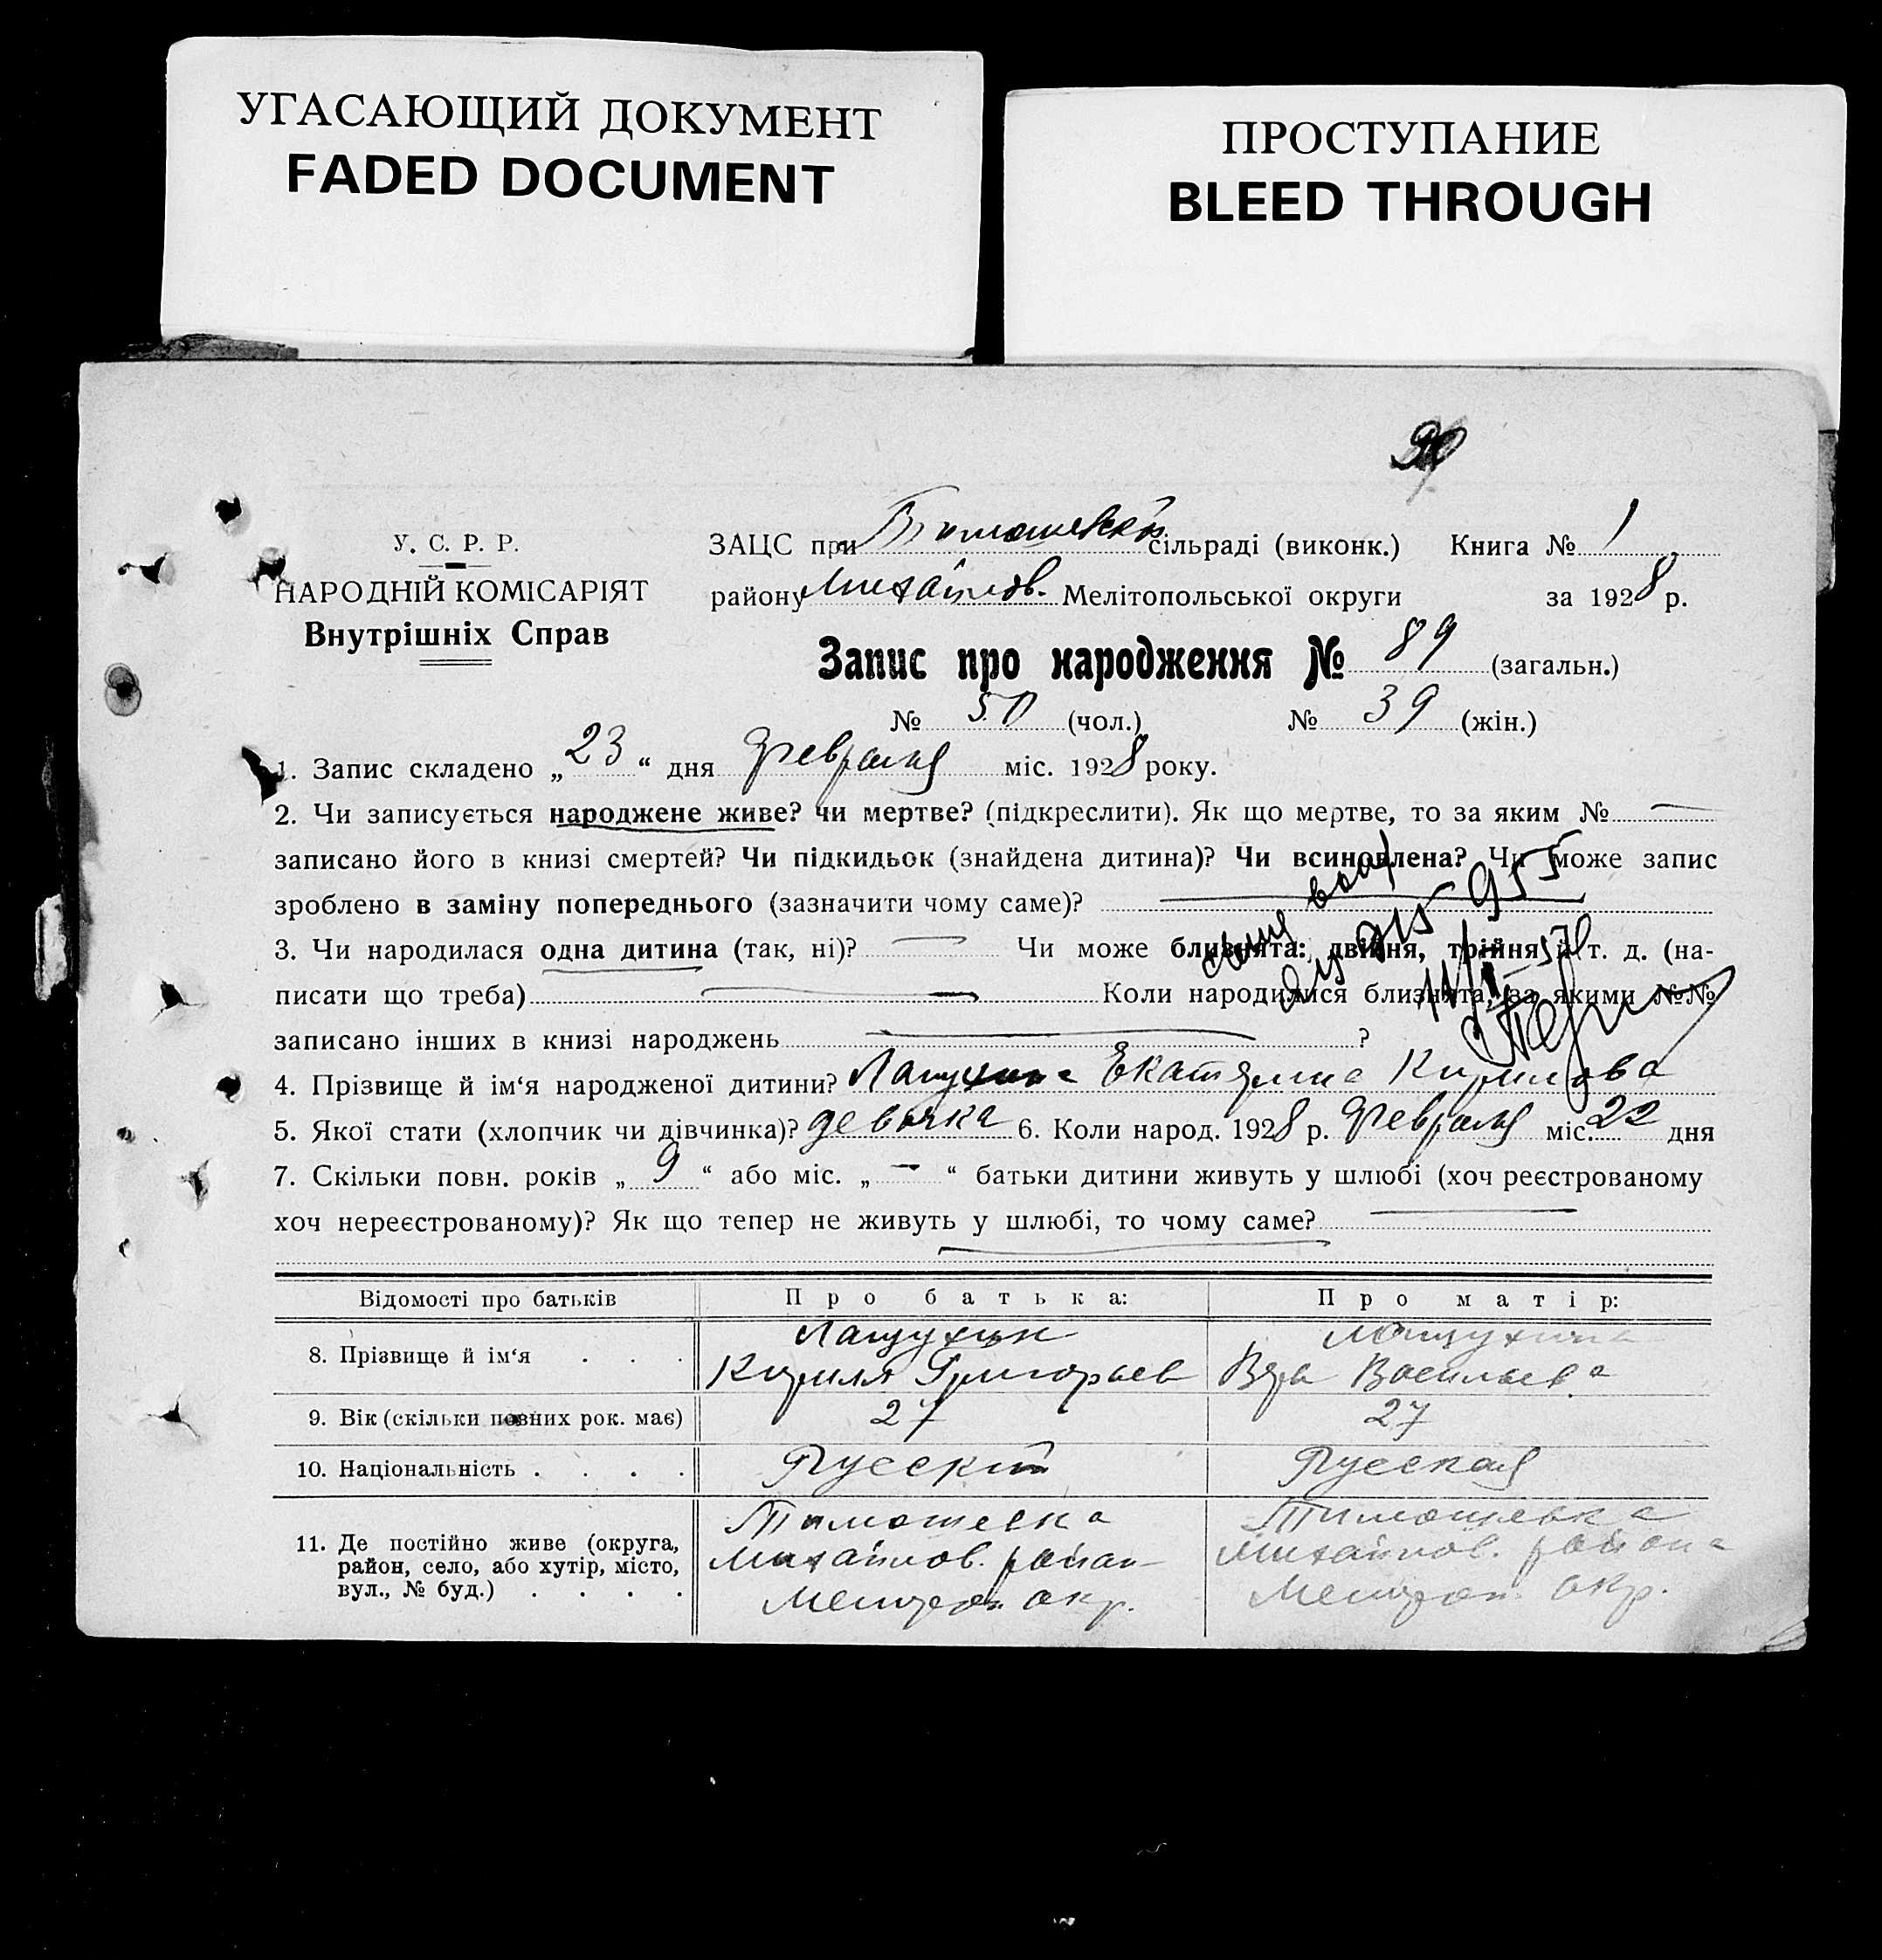 УГАСАЮЩИЙ ДОКУМЕНТ
FADED DOCUMENT
ПРОСТУПАНИЕ
BLEED THROUGH
У. С. Р. Р.
НАРОДНІЙ КОМІСАРІЯТ
Внутрішніх Справ
ЗАЦС при Тимошевской сільраді (виконк.) Книга № 1
району Михайлов. Мелітопольської округи за 1928 р.
Запис про народження № 89 (загальн.)
№ 50 (чол.) № 39 (жін.)
1. Запис складено „23“ дня февраля міс. 1928 року.
2. Чи записується народжене живе? чи мертве? (підкреслити). Як що мертве, то за яким № —
записано його в книзі смертей? Чи підкидьок (знайдена дитина)? Чи всиновлена? Чи може запис
зроблено в заміну попереднього (зазначити чому саме)?
3. Чи народилася одна дитина (так, ні)? — Чи може близнята: двійня, трійня й т. д. (на-
писати що треба) — Коли народилися близнята, за якими №№
записано інших в книзі народжень — ?
4. Прізвище й ім‘я народженої дитини? Лащухина Екатерина Кирилова
5. Якої стати (хлопчик чи дівчинка)? девочка 6. Коли народ. 1928 р. февраля міс. 22 дня
7. Скільки повн. років „9“ або міс. „—“ батьки дитини живуть у шлюбі (хоч реєстрованому
хоч нереєстрованому)? Як що тепер не живуть у шлюбі, то чому саме? —
Відомості про батьків Про батька: Про матір:
8. Прізвище й ім‘я . . . Лащухин Лащухина
Кирилл Григорьев Вера Васильева
9. Вік (скільки повних рок. має) 27 27
10. Національність . . . . Русский Русская
11. Де постійно живе (округа, район, село, або хутір, місто, вул., № буд.) . . . .
Тимошевка Тимошевка
Михайлов. район Михайлов. района
Мелитоп. окр. Мелитоп. окр.